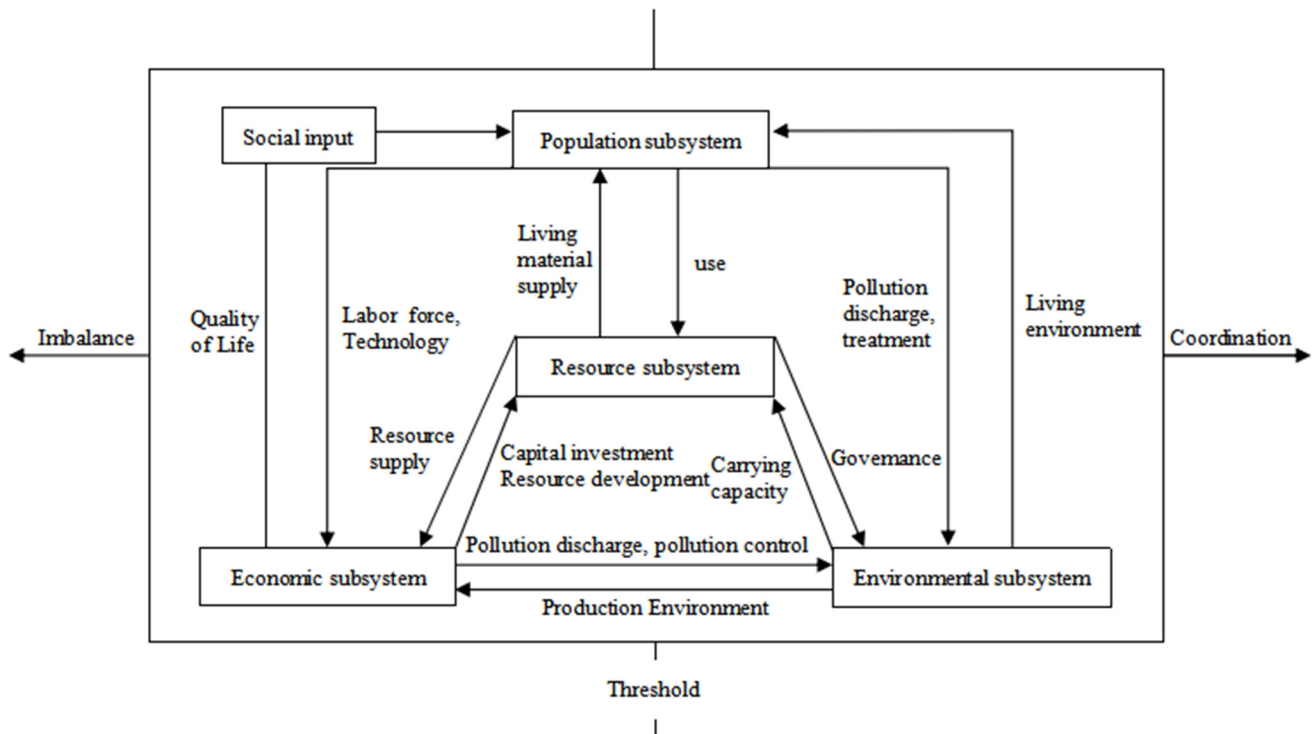 Social input
Population subsystem
Living
material
supply
use
Pollution
discharge,
treatment
Living
environment
Quality
of Life
Labor force,
Technology
Imbalance
Coordination
Resource subsystem
Resource
supply
Capital investment
Resource development
Carrying
capacity
Governance
Pollution discharge, pollution control
Economic subsystem
Environmental subsystem
Production Environment
Threshold